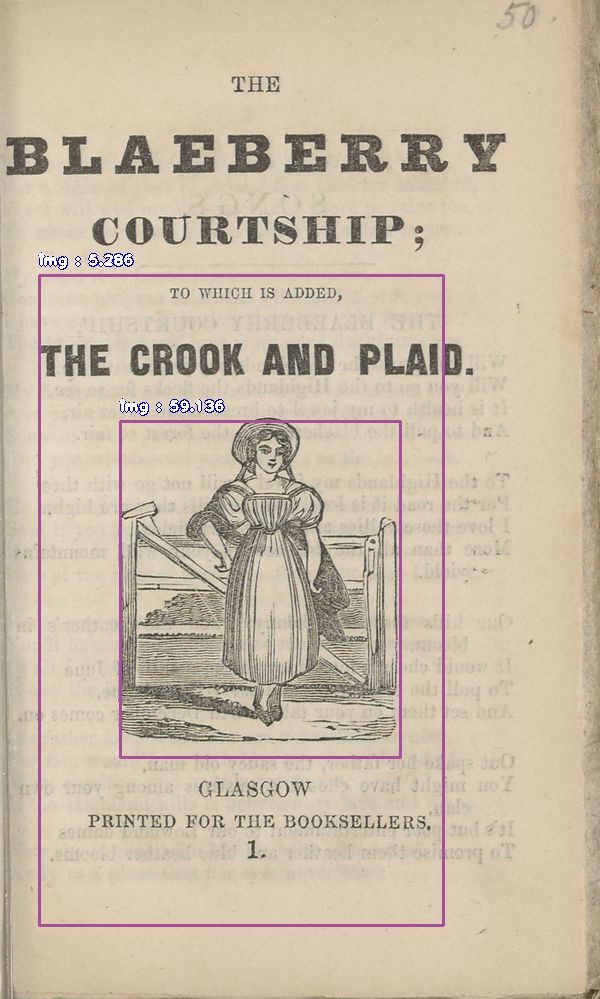 50.
THE
BLAEBERRY
COURTSHIP;
img : 5.286
TO WHICH IS ADDED,
THE CROOK AND PLAID.
img : 59.136
GLASGOW
PRINTED FOR THE BOOKSELLERS.
1.